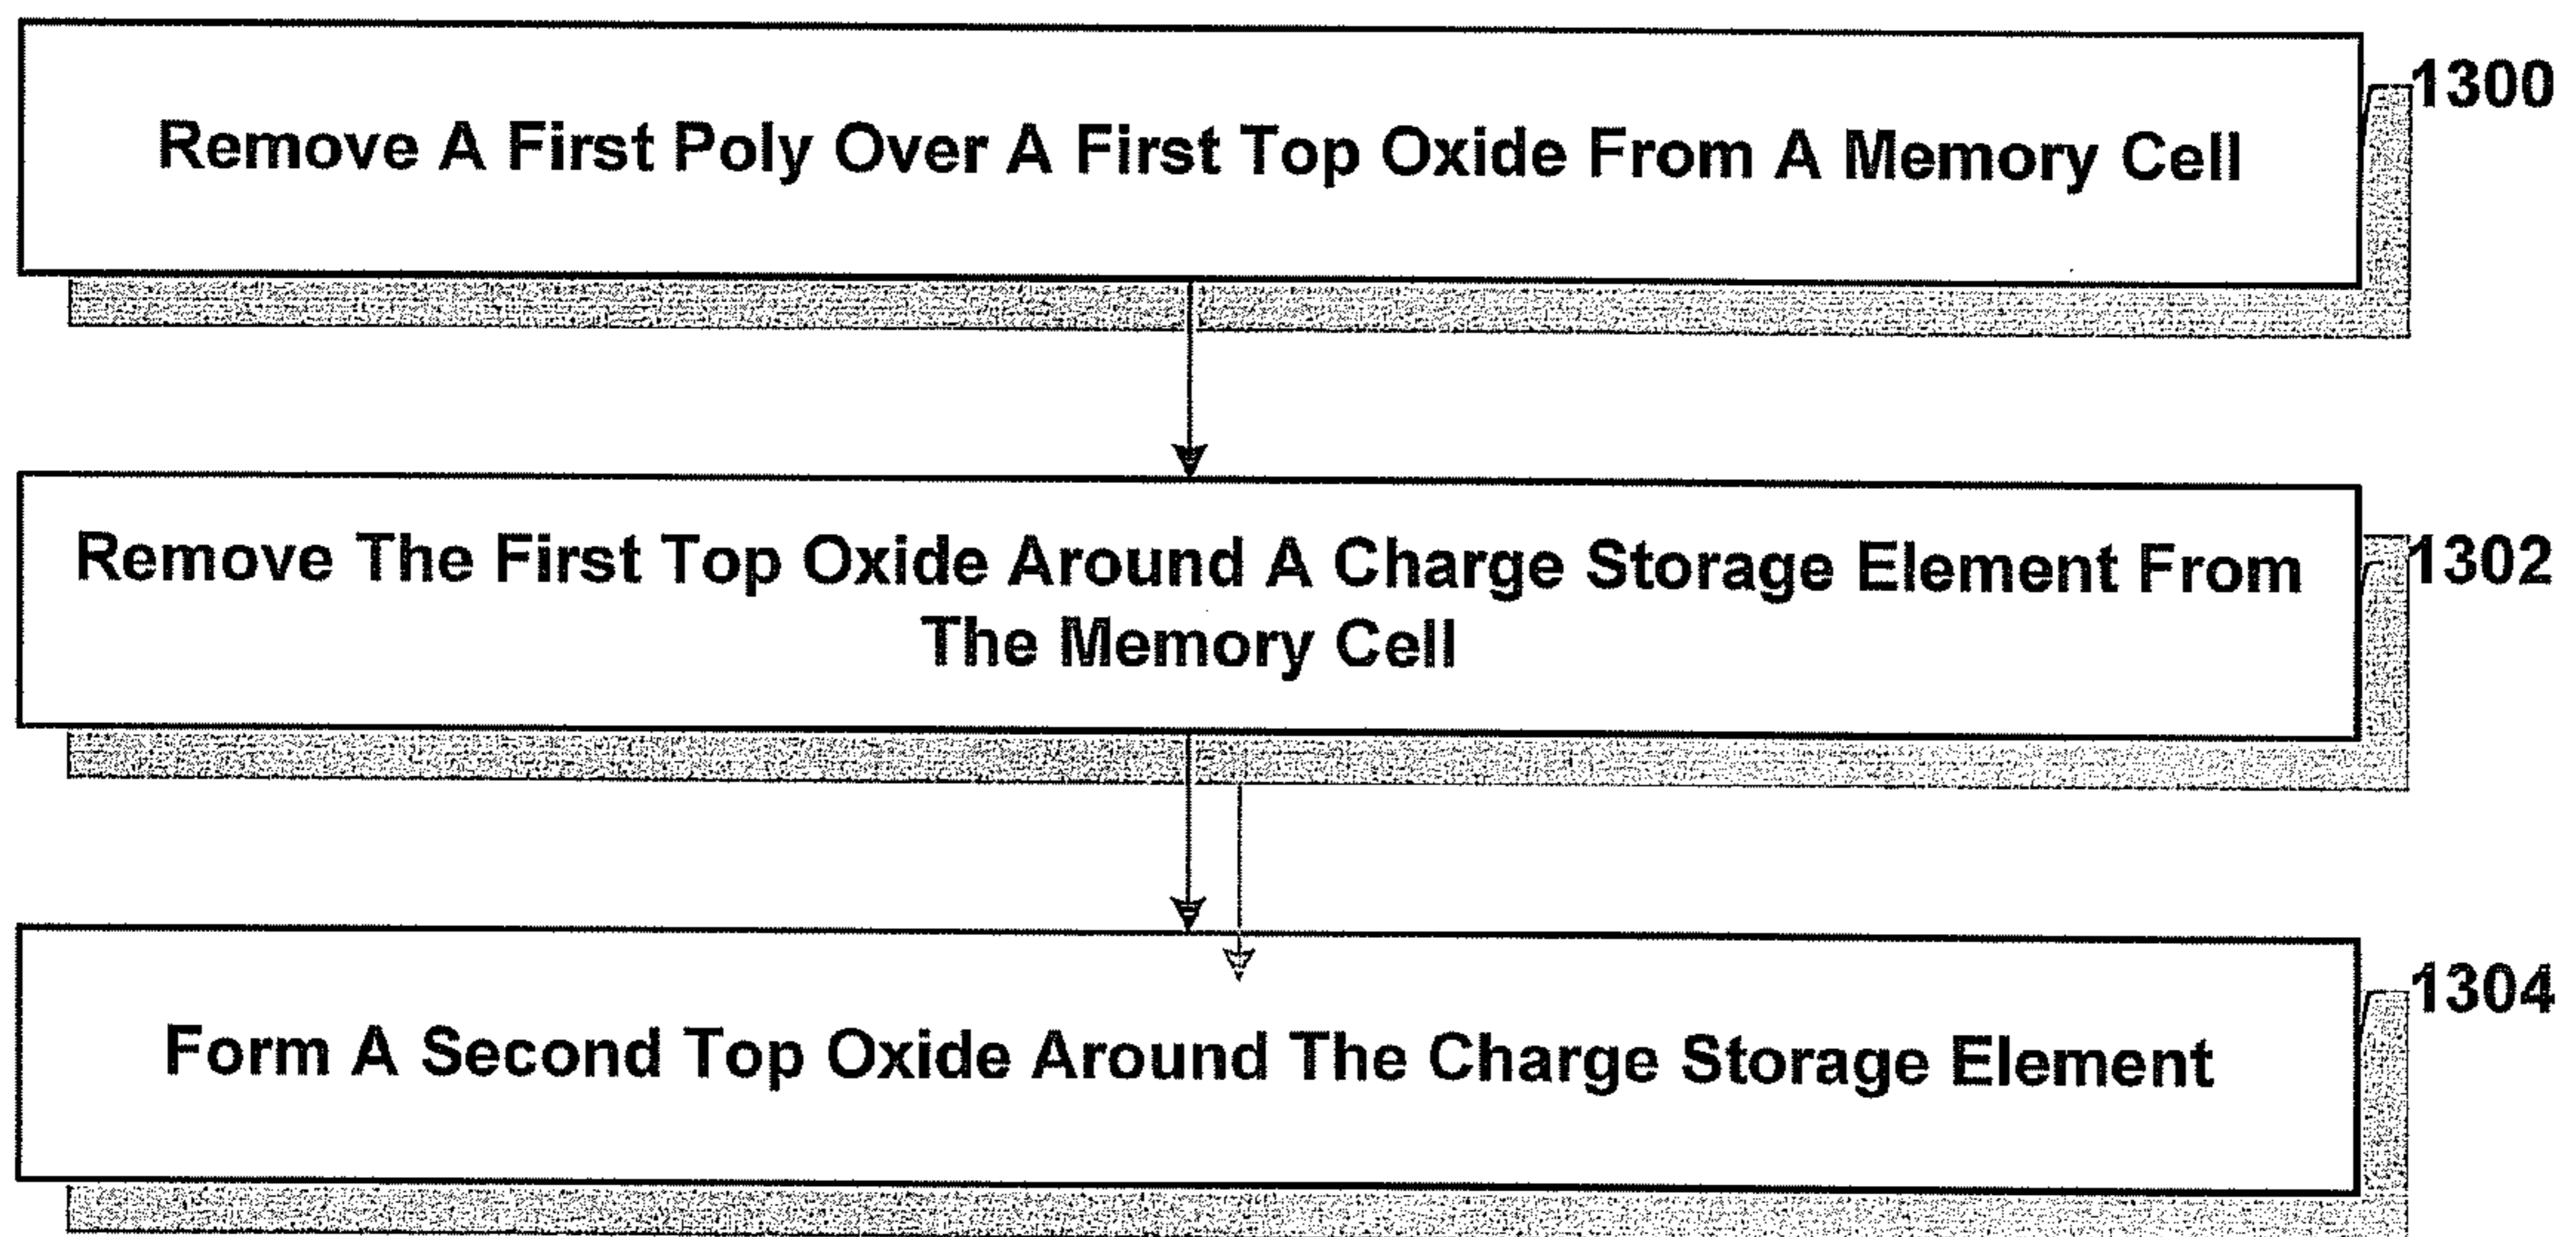 Remove A First Poly Over A First Top Oxide From A Memory Cell
1300
Remove The First Top Oxide Around A Charge Storage Element From
The Memory Cell
1302
Form A Second Top Oxide Around The Charge Storage Element
1304